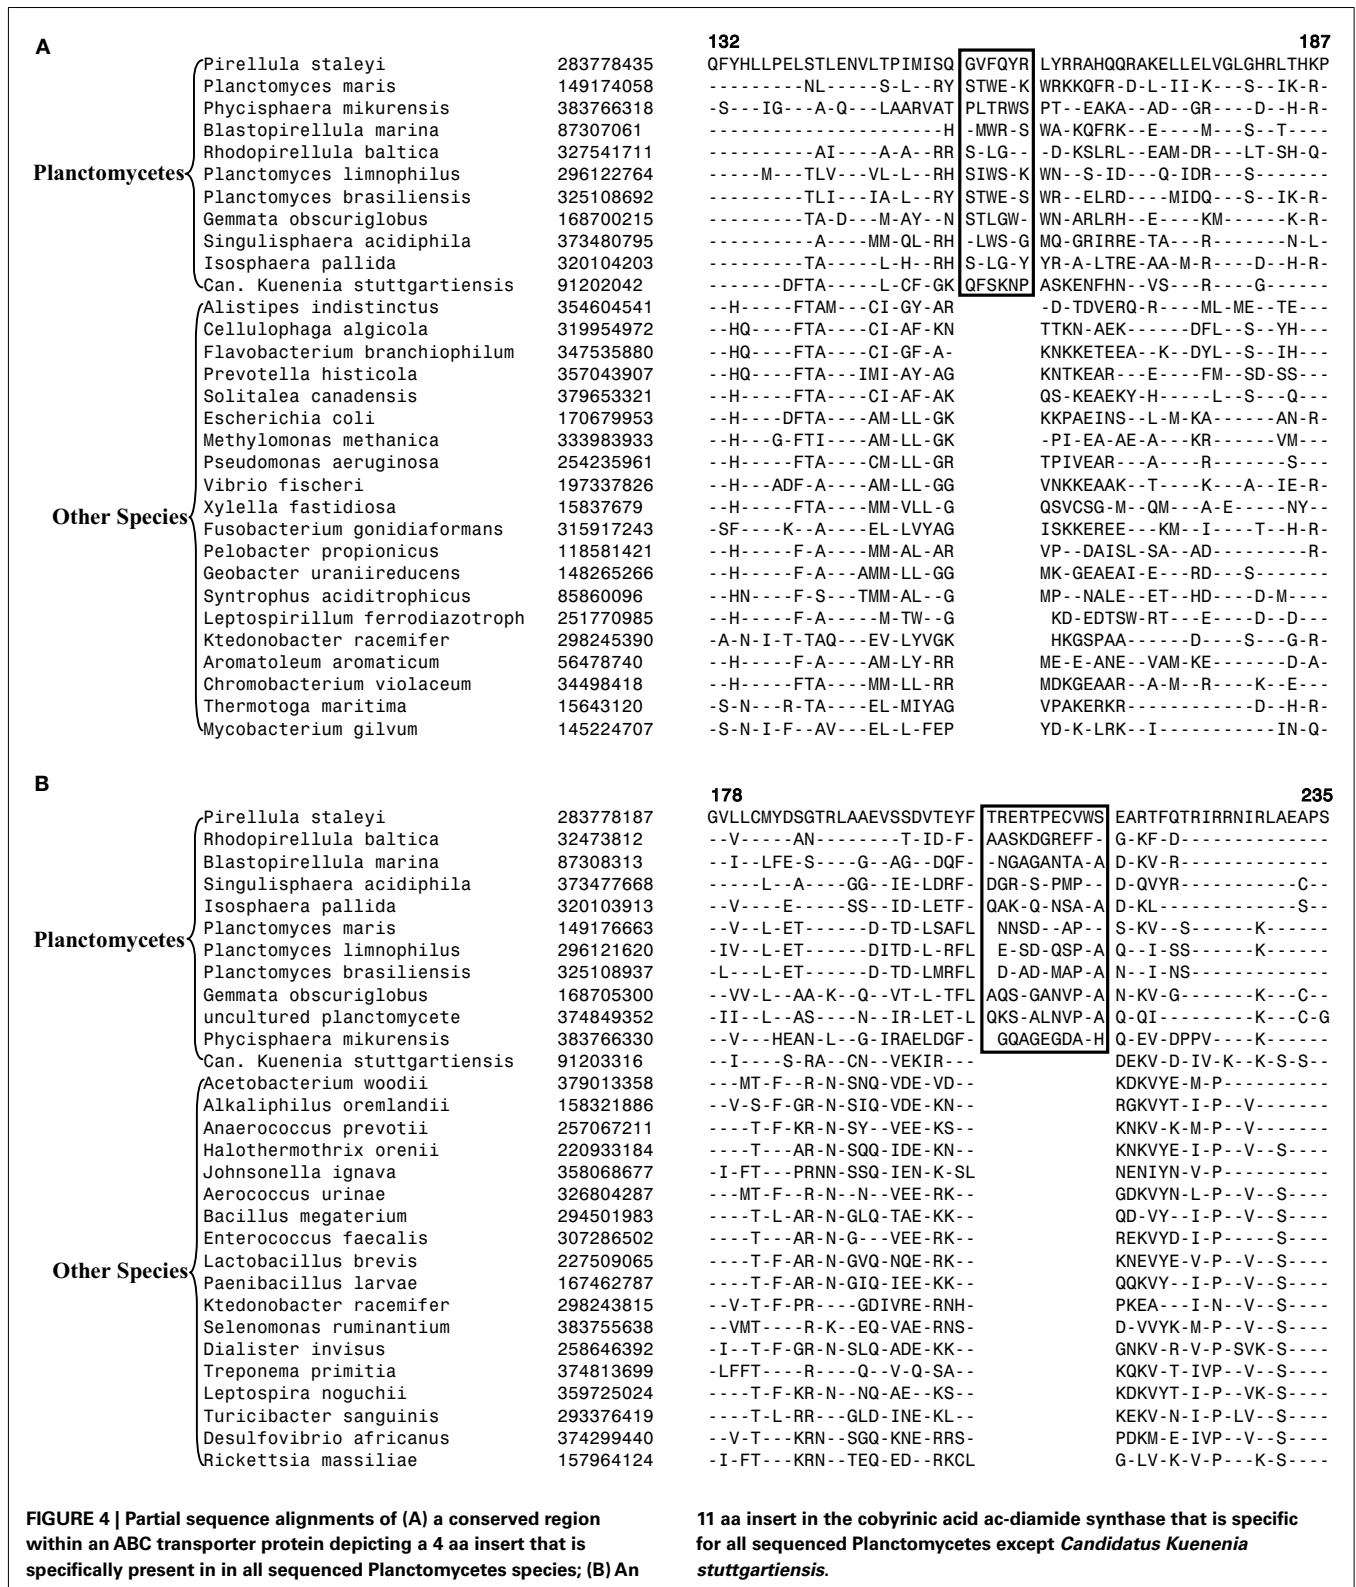 A
132 187
Pirellula staleyi 283778435 QFYHLLPELSTLENVLTPIMISQ GVFQYR LYRRAHQQRAKELLELVGLGHRLTHKP
Planctomyces maris 149174058 ---------NL-----S-L--RY STWE-K WRKKQFR-D-L-II-K---S--IK-R-
Phycisphaera mikurensis 383766318 -S---IG---A-Q---LAARVAT PLTRWS PT--EAKA--AD--GR----D--H-R-
Blastopirellula marina 87307061 ----------------------H -MWR-S WA-KQFRK--E----M---S--T----
Rhodopirellula baltica 327541711 ----------AI----A-A--RR S-LG-- -D-KSLRL--EAM-DR---LT-SH-Q-
Planctomycetes
Planctomyces limnophilus 296122764 -----M---TLV---VL-L--RH SIWS-K WN--S-ID---Q-IDR---S-------
Planctomyces brasiliensis 325108692 ---------TLI---IA-L--RY STWE-S WR--ELRD----MIDQ---S--IK-R-
Gemmata obscuriglobus 168700215 ---------TA-D---M-AY--N STLGW- WN-ARLRH--E----KM------K-R-
Singulisphaera acidiphila 373480795 ----------A----MM-QL-RH -LWS-G MQ-GRIRRE-TA---R-------N-L-
Isosphaera pallida 320104203 ---------TA-----L-H--RH S-LG-Y YR-A-LTRE-AA-M-R----D--H-R-
Can. Kuenenia stuttgartiensis 91202042 -------DFTA-----L-CF-GK QFSKNP ASKENFHN--VS---R----G------
Alistipes indistinctus 354604541 --H-----FTAM---CI-GY-AR -D-TDVERQ-R-----ML-ME--TE---
Cellulophaga algicola 319954972 --HQ----FTA----CI-AF-KN TTKN-AEK------DFL--S--YH---
Flavobacterium branchiophilum 347535880 --HQ----FTA----CI-GF-A- KNKKETEEA--K--DYL--S--IH---
Prevotella histicola 357043907 --HQ----FTA---IMI-AY-AG KNTKEAR---E----FM--SD-SS---
Solitalea canadensis 379653321 --H-----FTA----CI-AF-AK QS-KEAEKY-H-----L--S---Q---
Escherichia coli 170679953 --H----DFTA----AM-LL-GK KKPAEINS--L-M-KA------AN-R-
Methylomonas methanica 333983933 --H---G-FTI----AM-LL-GK -PI-EA-AE-A---KR------VM---
Pseudomonas aeruginosa 254235961 --H-----FTA----CM-LL-GR TPIVEAR---A----R-------S---
Vibrio fischeri 197337826 --H---ADF-A----AM-LL-GG VNKKEAAK--T----K---A--IE-R-
Other Species
Xylella fastidiosa 15837679 --H-----FTA----MM-VLL-G QSVCSG-M--QM---A-E-----NY--
Fusobacterium gonidiaformans 315917243 -SF----K--A----EL-LVYAG ISKKEREE---KM--I----T--H-R-
Pelobacter propionicus 118581421 --H-----F-A----MM-AL-AR VP--DAISL-SA--AD---------R-
Geobacter uraniireducens 148265266 --H-----F-A---AMM-LL-GG MK-GEAEAI-E---RD---S-------
Syntrophus aciditrophicus 85860096 --HN----F-S---TMM-AL--G MP--NALE--ET--HD----D-M----
Leptospirillum ferrodiazotroph 251770985 --H-----F-A-----M-TW--G KD-EDTSW-RT---E----D--D---
Ktedonobacter racemifer 298245390 -A-N-I-T-TAQ---EV-LYVGK HKGSPAA------D----S---G-R-
Aromatoleum aromaticum 56478740 --H-----F-A----AM-LY-RR ME-E-ANE--VAM-KE-------D-A-
Chromobacterium violaceum 34498418 --H-----FTA----MM-LL-RR MDKGEAAR--A-M--R----K--E---
Thermotoga maritima 15643120 -S-N---R-TA----EL-MIYAG VPAKERKR------------D--H-R-
Mycobacterium gilvum 145224707 -S-N-I-F--AV---EL-L-FEP YD-K-LRK--I-----------IN-Q-
B
178 235
Pirellula staleyi 283778187 GVLLCMYDSGTRLAAEVSSDVTEYF TRERTPECVWS EARTFQTRIRRNIRLAEAPS
Rhodopirellula baltica 32473812 --V-----AN--------T-ID-F- AASKDGREFF- G-KF-D--------------
Blastopirellula marina 87308313 --I--LFE-S----G--AG--DQF- -NGAGANTA-A D-KV-R--------------
Singulisphaera acidiphila 373477668 -----L--A----GG--IE-LDRF- DGR-S-PMP-- D-QVYR-----------C--
Isosphaera pallida 320103913 --V----E-----SS--ID-LETF- QAK-Q-NSA-A D-KL-------------S--
Planctomycetes
Planctomyces maris 149176663 --V--L-ET------D-TD-LSAFL NNSD--AP-- S-KV--S------K------
Planctomyces limnophilus 296121620 -IV--L-ET------DITD-L-RFL E-SD-QSP-A Q--I-SS------K------
Planctomyces brasiliensis 325108937 -L---L-ET------D-TD-LMRFL D-AD-MAP-A N--I-NS-------------
Gemmata obscuriglobus 168705300 --VV-L--AA-K--Q--VT-L-TFL AQS-GANVP-A N-KV-G-------K---C--
uncultured planctomycete 374849352 -II--L--AS----N--IR-LET-L QKS-ALNVP-A Q-QI---------K---C-G
Phycisphaera mikurensis 383766330 --V---HEAN-L--G-IRAELDGF- GQAGEGDA-H Q-EV-DPPV----K------
Can. Kuenenia stuttgartiensis 91203316 --I----S-RA--CN--VEKIR--- DEKV-D-IV-K--K-S-S--
Acetobacterium woodii 379013358 ---MT-F--R-N-SNQ-VDE-VD-- KDKVYE-M-P----------
Alkaliphilus oremlandii 158321886 --V-S-F-GR-N-SIQ-VDE-KN-- RGKVYT-I-P--V-------
Anaerococcus prevotii 257067211 ----T-F-KR-N-SY--VEE-KS-- KNKV-K-M-P--V-------
Halothermothrix orenii 220933184 ----T---AR-N-SQQ-IDE-KN-- KNKVYE-I-P--V--S----
Johnsonella ignava 358068677 -I-FT---PRNN-SSQ-IEN-K-SL NENIYN-V-P----------
Aerococcus urinae 326804287 ---MT-F--R-N--N--VEE-RK-- GDKVYN-L-P--V--S----
Bacillus megaterium 294501983 ----T-L-AR-N-GLQ-TAE-KK-- QD-VY--I-P--V--S----
Enterococcus faecalis 307286502 ----T-F-AR-N-G---VEE-RK-- REKVYD-I-P--V--S----
Other Species
Lactobacillus brevis 227509065 ----T-F-AR-N-GVQ-NQE-RK-- KNEVYE-V-P--V--S----
Paenibacillus larvae 167462787 ----T-F-AR-N-GIQ-IEE-KK-- QQKVY--I-P--V--S----
Ktedonobacter racemifer 298243815 --V-T-F-PR----GDIVRE-RNH- PKEA---I-N--V--S----
Selenomonas ruminantium 383755638 --VMT----R-K--EQ-VAE-RNS- D-VVYK-M-P--V--S----
Dialister invisus 258646392 -I--T-F-GR-N-SLQ-ADE-KK-- GNKV-R-V-P-SVK-S----
Treponema primitia 374813699 -LFFT----R----Q--V-Q-SA-- KQKV-T-IVP--V--S----
Leptospira noguchii 359725024 ----T-F-KR-N--NQ-AE--KS-- KDKVYT-I-P--VK-S----
Turicibacter sanguinis 293376419 ----T-L-RR---GLD-INE-KL-- KEKV-N-I-P-LV--S----
Desulfovibrio africanus 374299440 --V-T---KRN--SGQ-KNE-RRS- PDKM-E-IVP--V--S----
Rickettsia massiliae 157964124 -I-FT---KRN--TEQ-ED--RKCL G-LV-K-V-P---K-S----
FIGURE 4 | Partial sequence alignments of (A) a conserved region
within an ABC transporter protein depicting a 4 aa insert that is
specifically present in in all sequenced Planctomycetes species; (B) An
11 aa insert in the cobyrinic acid ac-diamide synthase that is specific
for all sequenced Planctomycetes except Candidatus Kuenenia
stuttgartiensis.